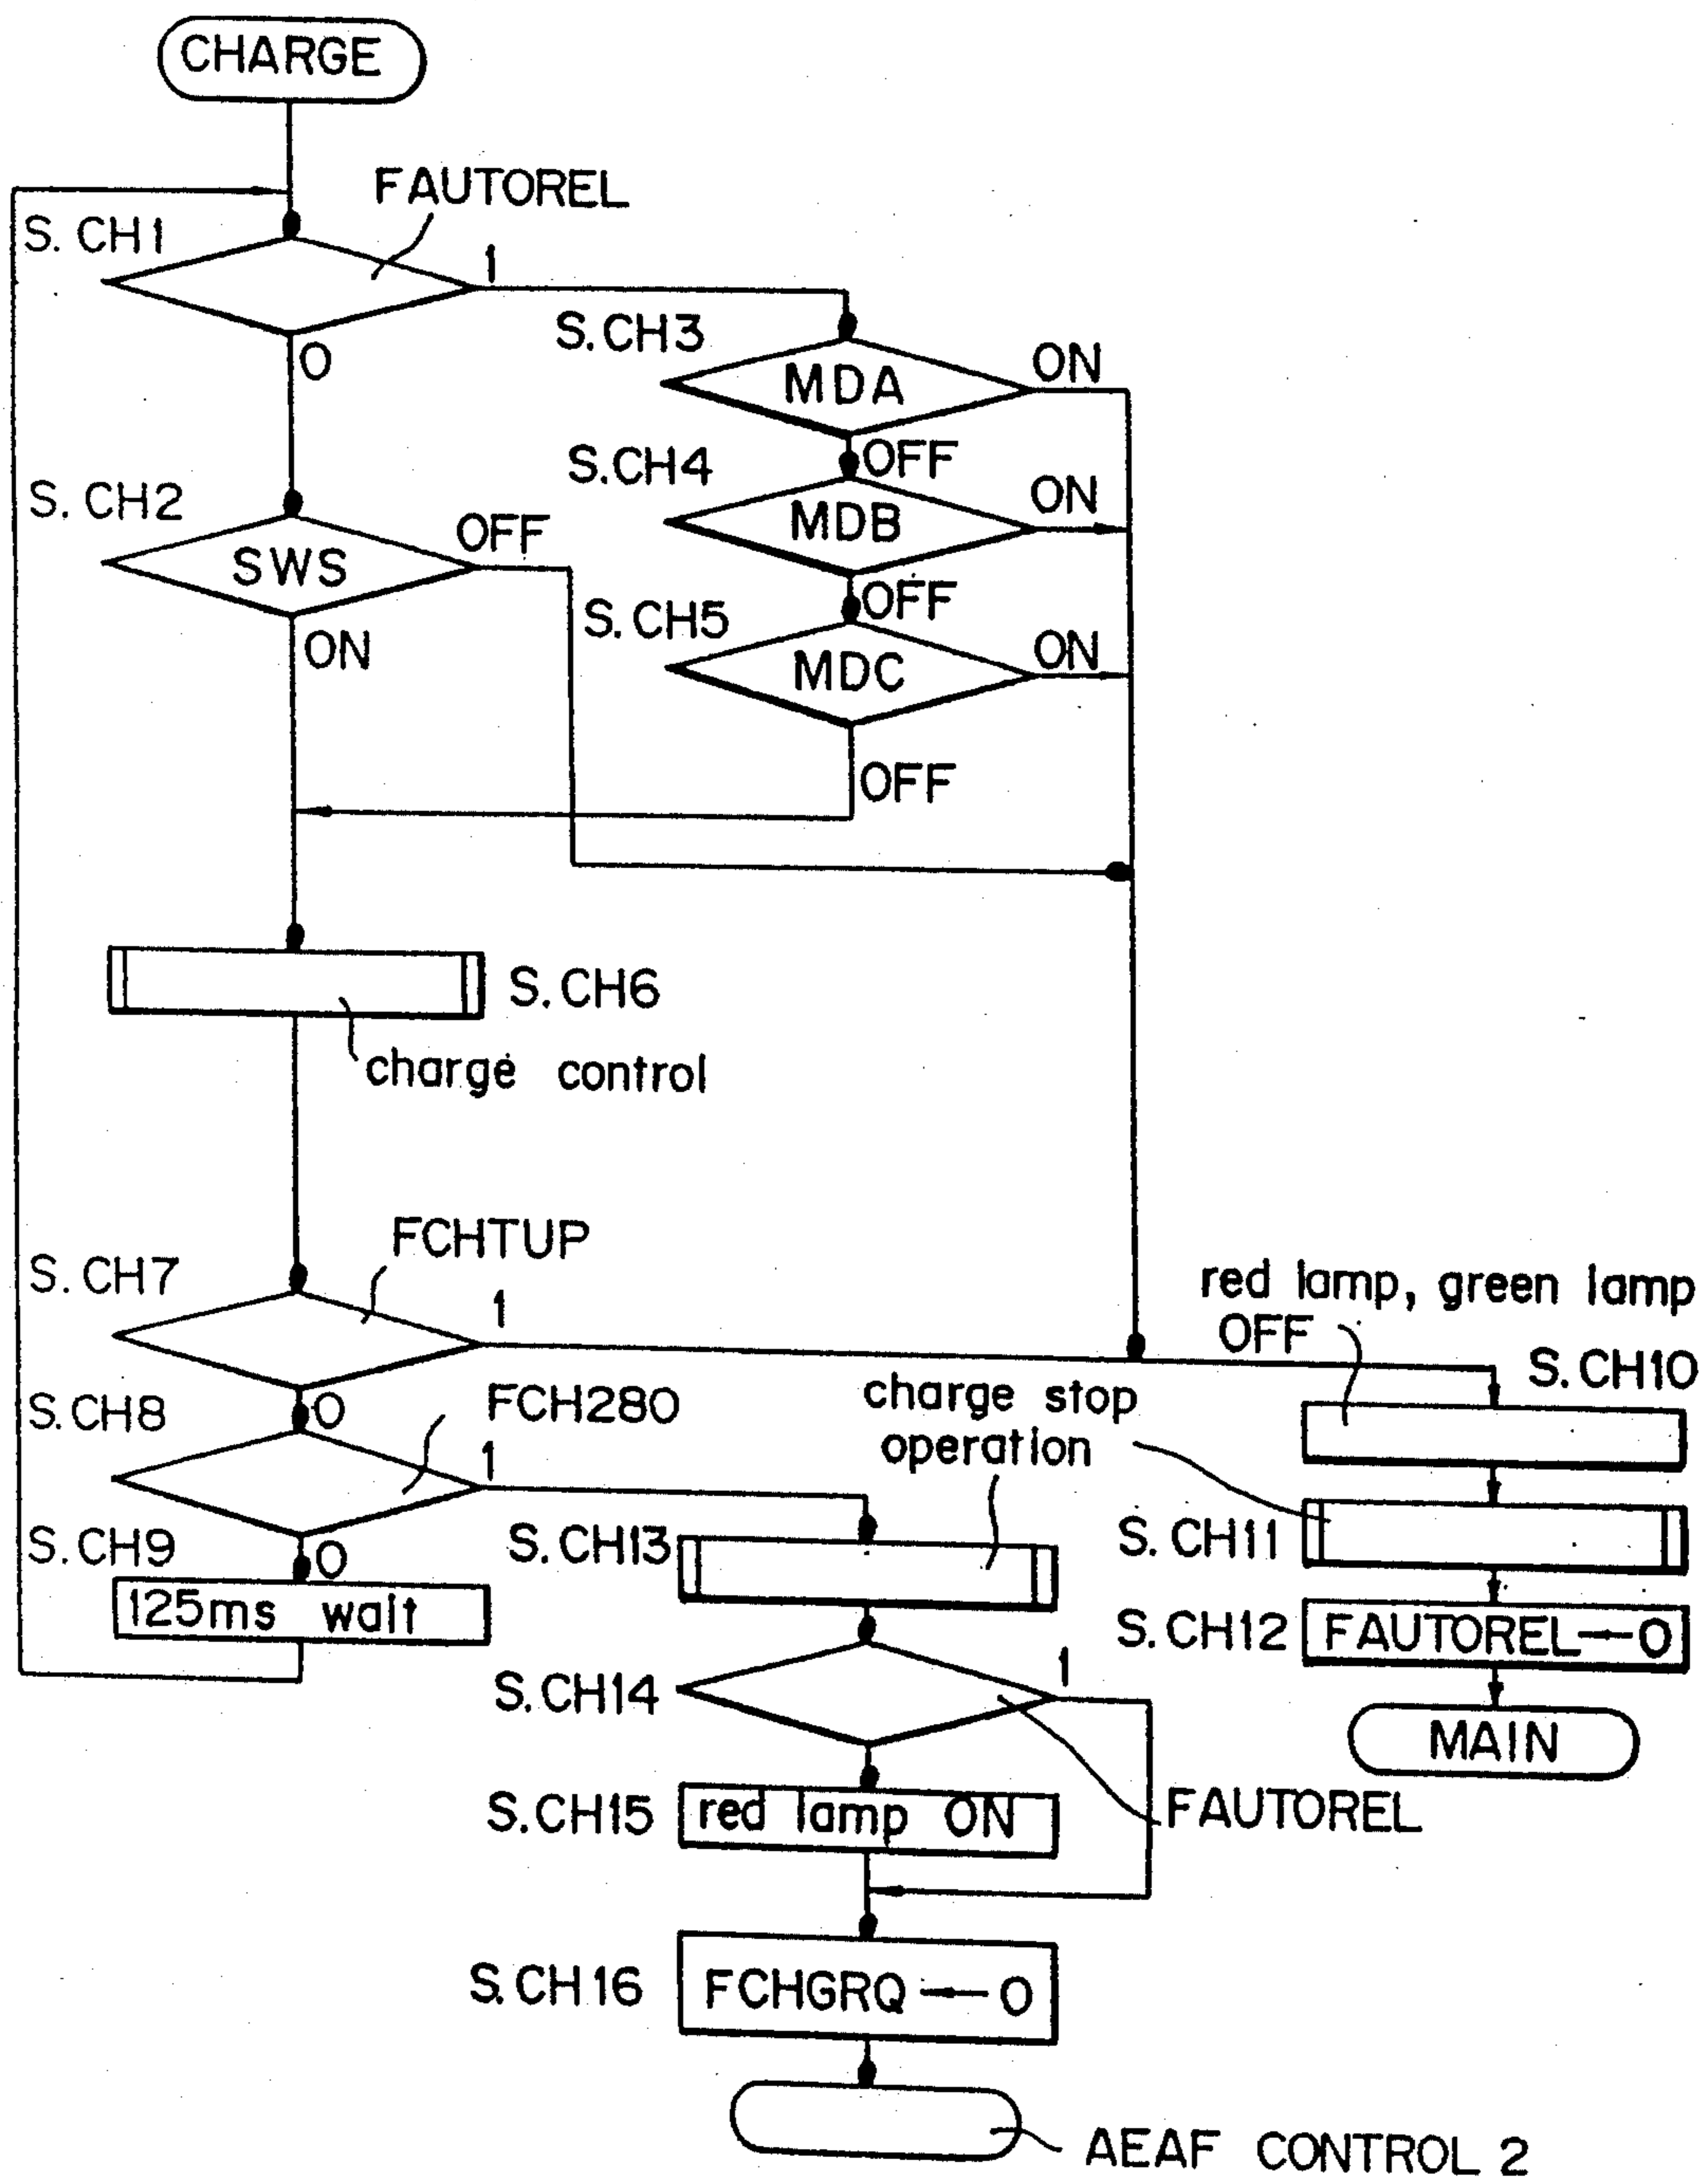 CHARGE
FAUTOREL
S. CH1
1
0
S.CH3
MDA
ON
OFF
S.CH4
MDB
ON
OFF
S. CH2
SWS
OFF
ON
S.CH5
MDC
ON
OFF
S.CH6
charge control
FCHTUP
S. CH7
1
0
red lamp, green lamp
OFF
S. CH10
charge stop
operation
S.CH8
FCH280
1
0
S.CH9
125ms wait
S.CH13
S. CH11
S.CH12
FAUTOREL←0
MAIN
S.CH14
1
FAUTOREL
S.CH15
red lamp ON
S.CH16
FCHGRQ ← 0
AEAF CONTROL 2